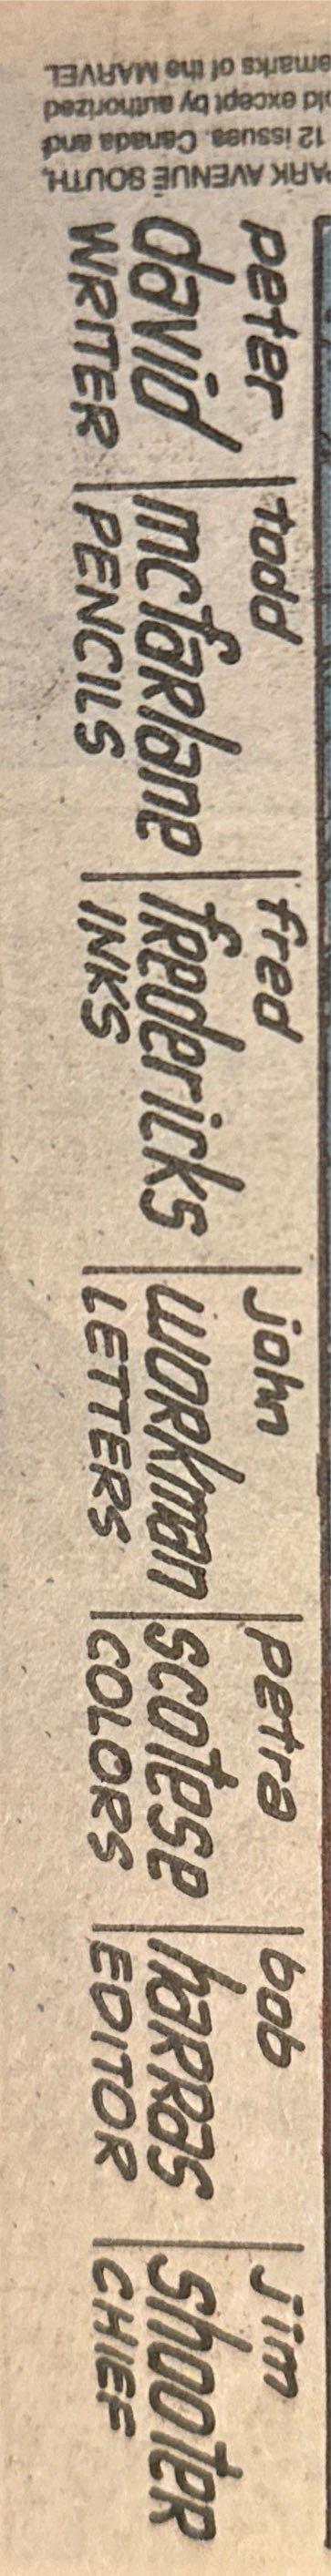 emarks of the MARVEL
old except by authorized
12 issues. Canada and
PARK AVENUE SOUTH,
peter
david
WRITER
todd
mcfarlane
PENCILS
fred
fredericks
INKS
john
workman
LETTERS
petra
scotese
COLORS
bob
harras
EDITOR
jim
shooter
CHIEF